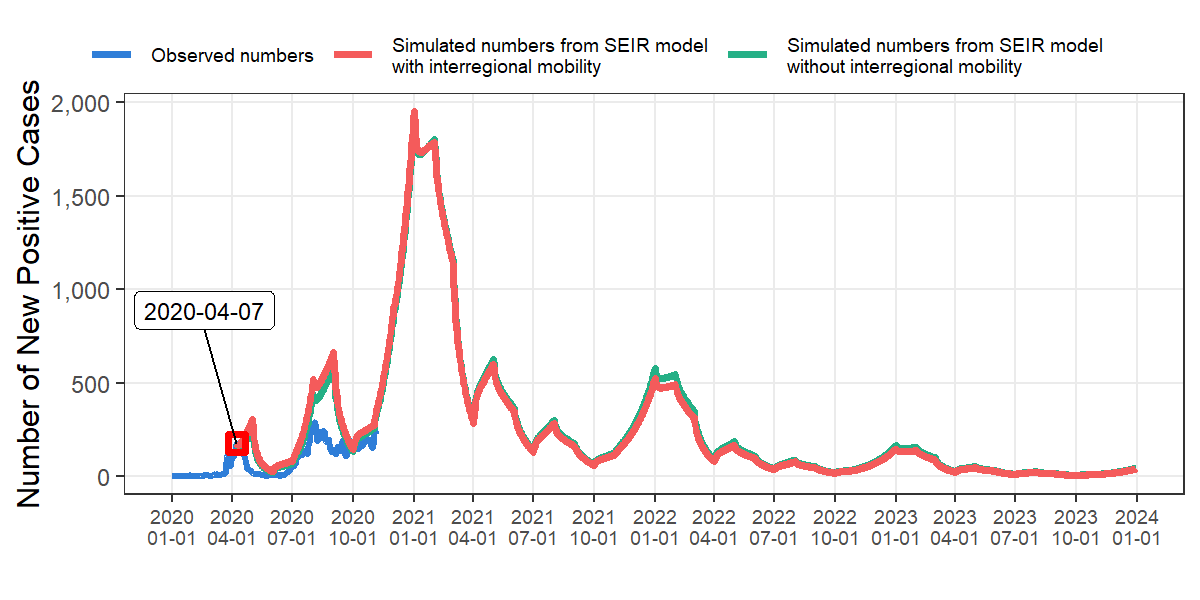 Observed numbers
Simulated numbers from SEIR model
with interregional mobility
Simulated numbers from SEIR model
without interregional mobility
Number of New Positive Cases
2,000
1,500
1,000
500
0
2020-04-07
2020 2020 2020 2020 2021 2021 2021 2021 2022 2022 2022 2022 2023 2023 2023 2023 2024
01-01 04-01 07-01 10-01 01-01 04-01 07-01 10-01 01-01 04-01 07-01 10-01 01-01 04-01 07-01 10-01 01-01